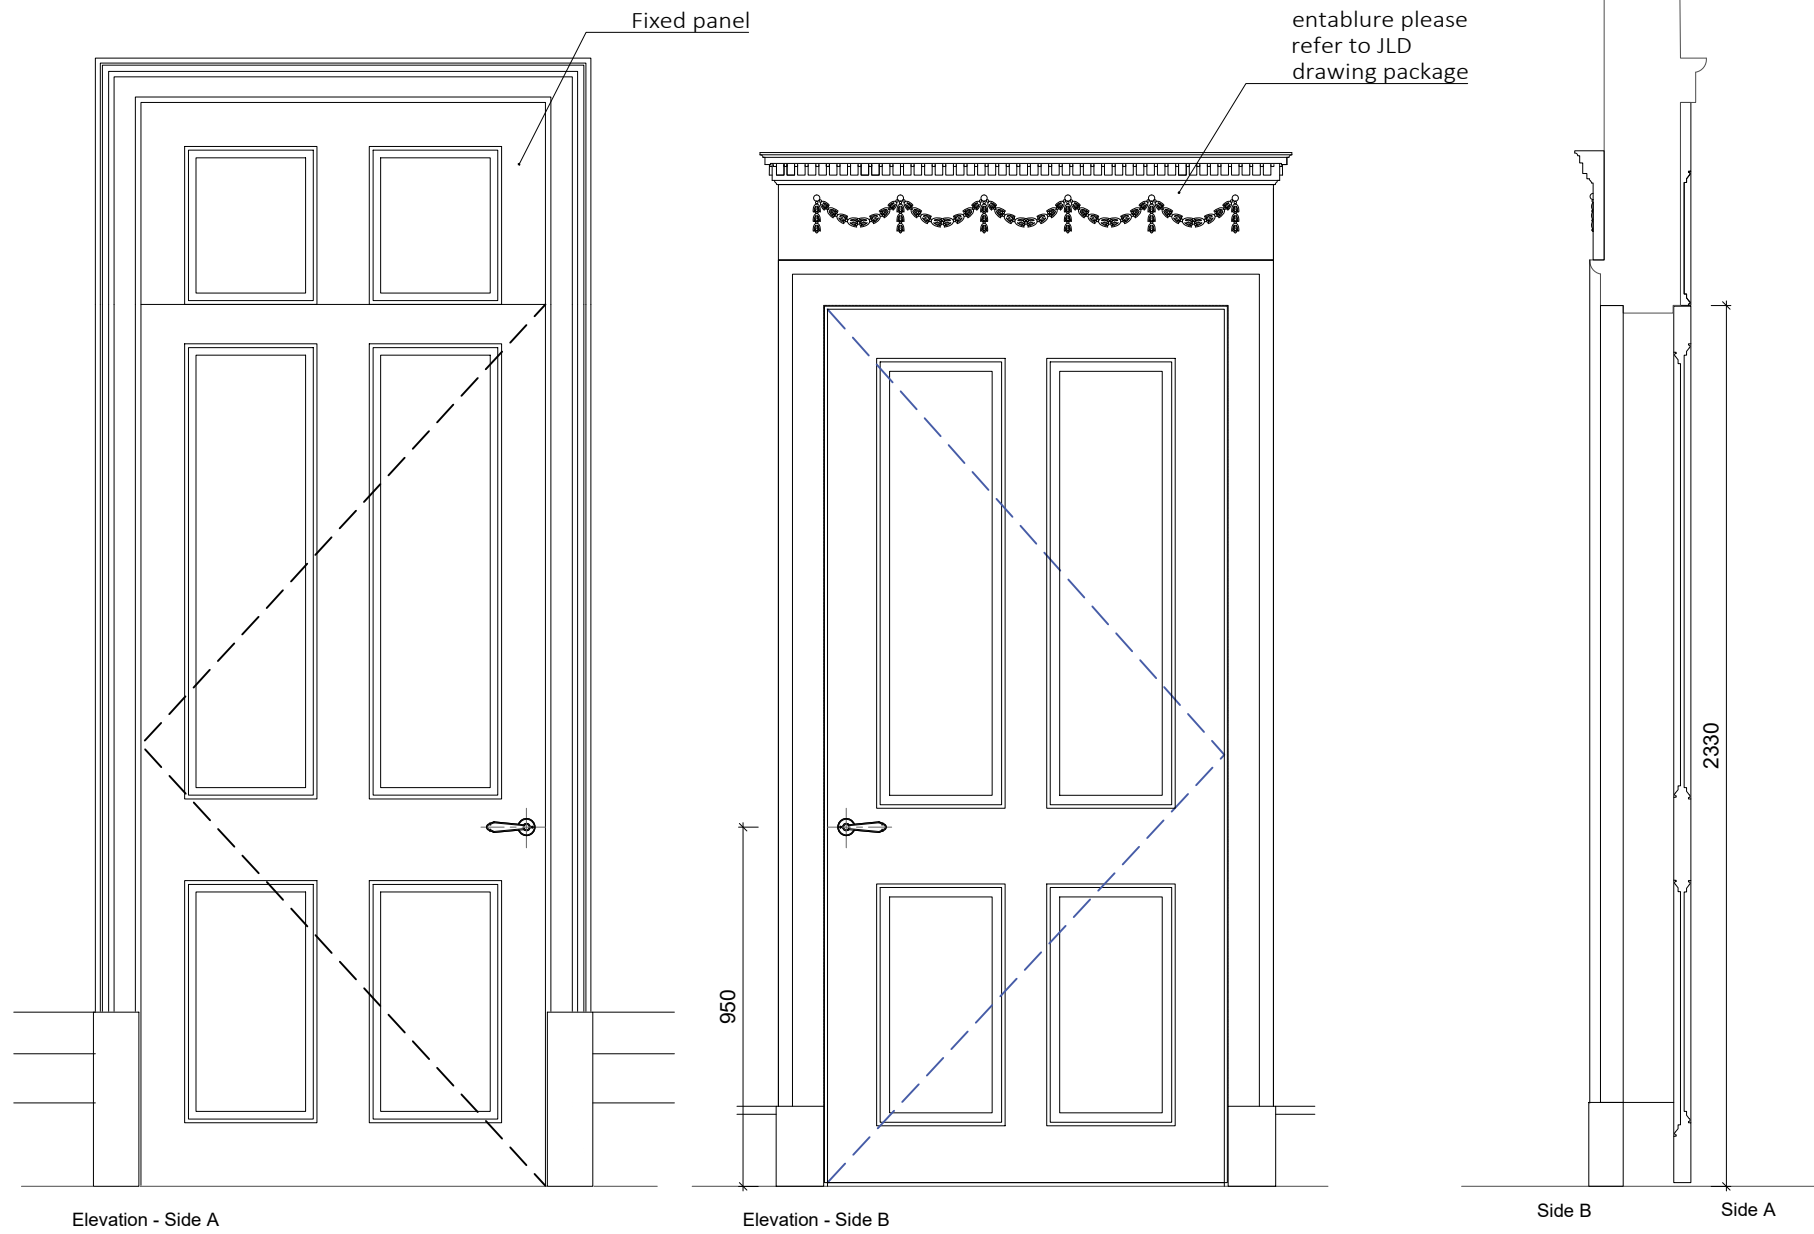 Fixed panel
entablure please
refer to JLD
drawing package
2330
950
Elevation - Side A
Elevation - Side B
Side B
Side A